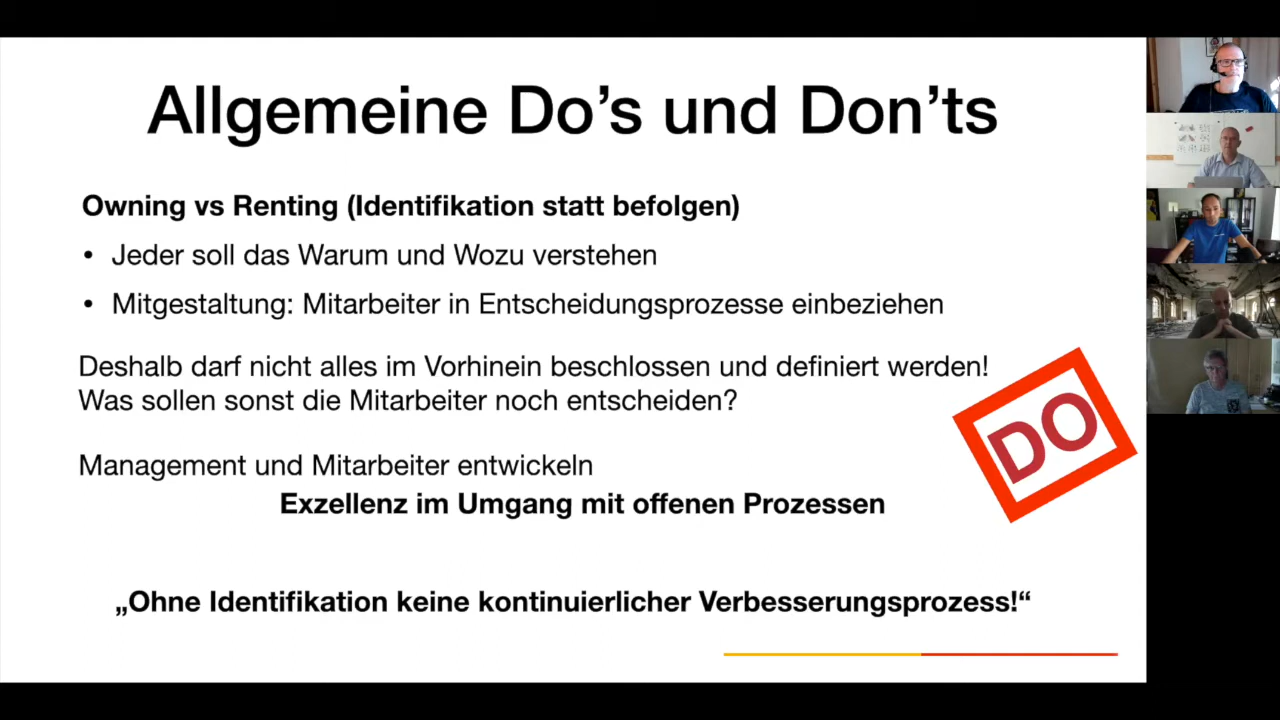 Allgemeine Do’s und Don’ts
Owning vs Renting (Identifikation statt befolgen)
• Jeder soll das Warum und Wozu verstehen
• Mitgestaltung: Mitarbeiter in Entscheidungsprozesse einbeziehen
Deshalb darf nicht alles im Vorhinein beschlossen und definiert werden!
Was sollen sonst die Mitarbeiter noch entscheiden?
DO
Management und Mitarbeiter entwickeln
Exzellenz im Umgang mit offenen Prozessen
„Ohne Identifikation keine kontinuierlicher Verbesserungsprozess!“